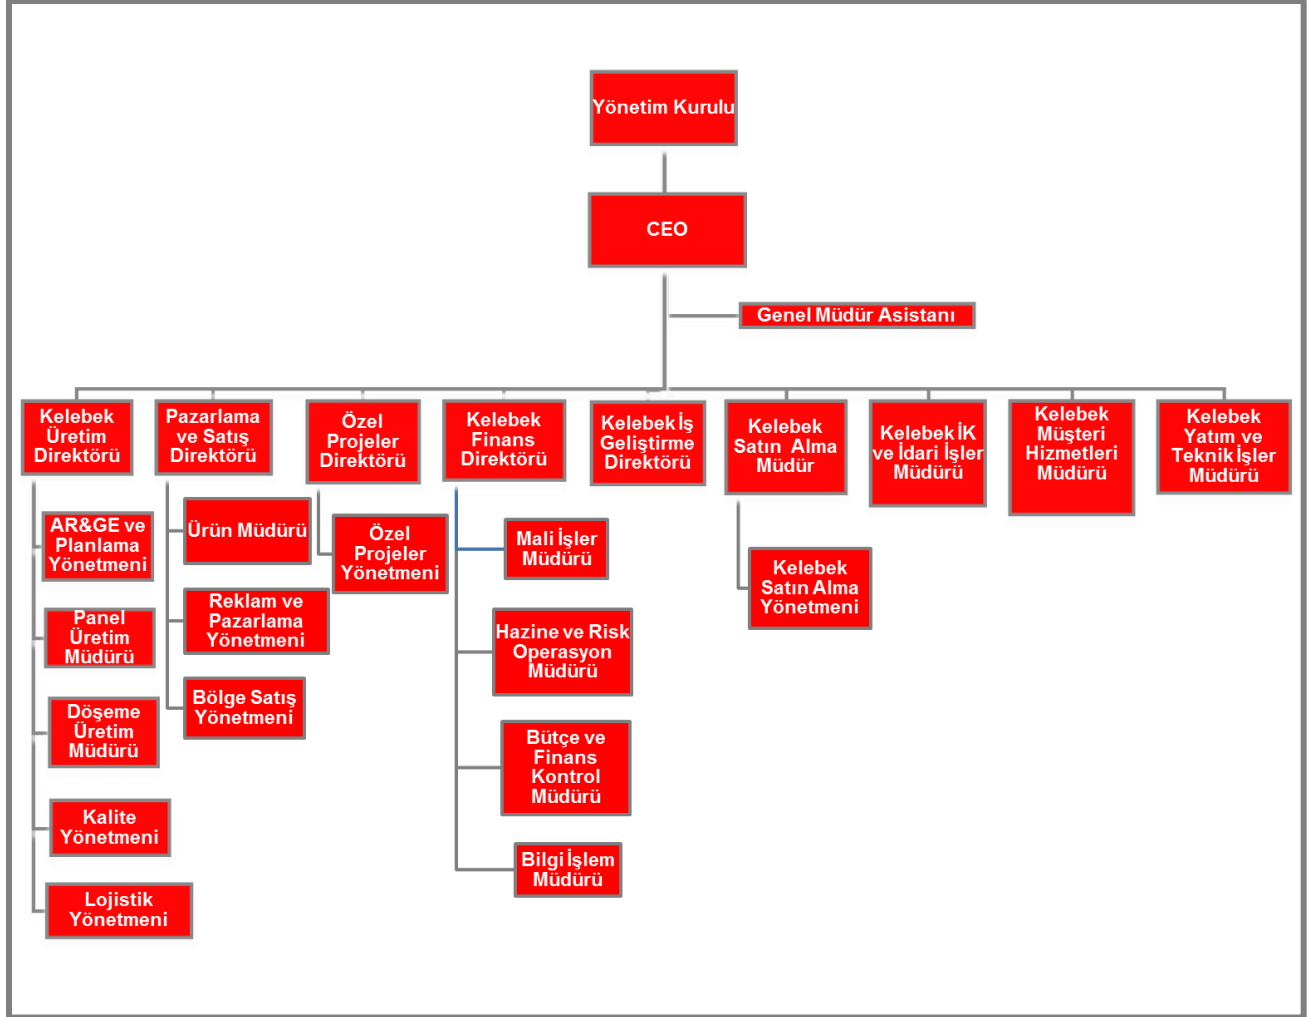 Yönetim Kurulu
CEO
Genel Müdür Asistanı
Kelebek
Üretim
Direktörü
Pazarlama
ve Satış
Direktörü
Özel
Projeler
Direktörü
Kelebek
Finans
Direktörü
Kelebek İş
Geliştirme
Direktörü
Kelebek
Satın Alma
Müdür
Kelebek İK
ve İdari İşler
Müdürü
Kelebek
Müşteri
Hizmetleri
Müdürü
Kelebek
Yatım ve
Teknik İşler
Müdürü
AR&GE ve
Planlama
Yönetmeni
Panel
Üretim
Müdürü
Döşeme
Üretim
Müdürü
Kalite
Yönetmeni
Lojistik
Yönetmeni
Ürün Müdürü
Reklam ve
Pazarlama
Yönetmeni
Bölge Satış
Yönetmeni
Özel
Projeler
Yönetmeni
Mali İşler
Müdürü
Hazine ve Risk
Operasyon
Müdürü
Bütçe ve
Finans
Kontrol
Müdürü
Bilgi İşlem
Müdürü
Kelebek
Satın Alma
Yönetmeni